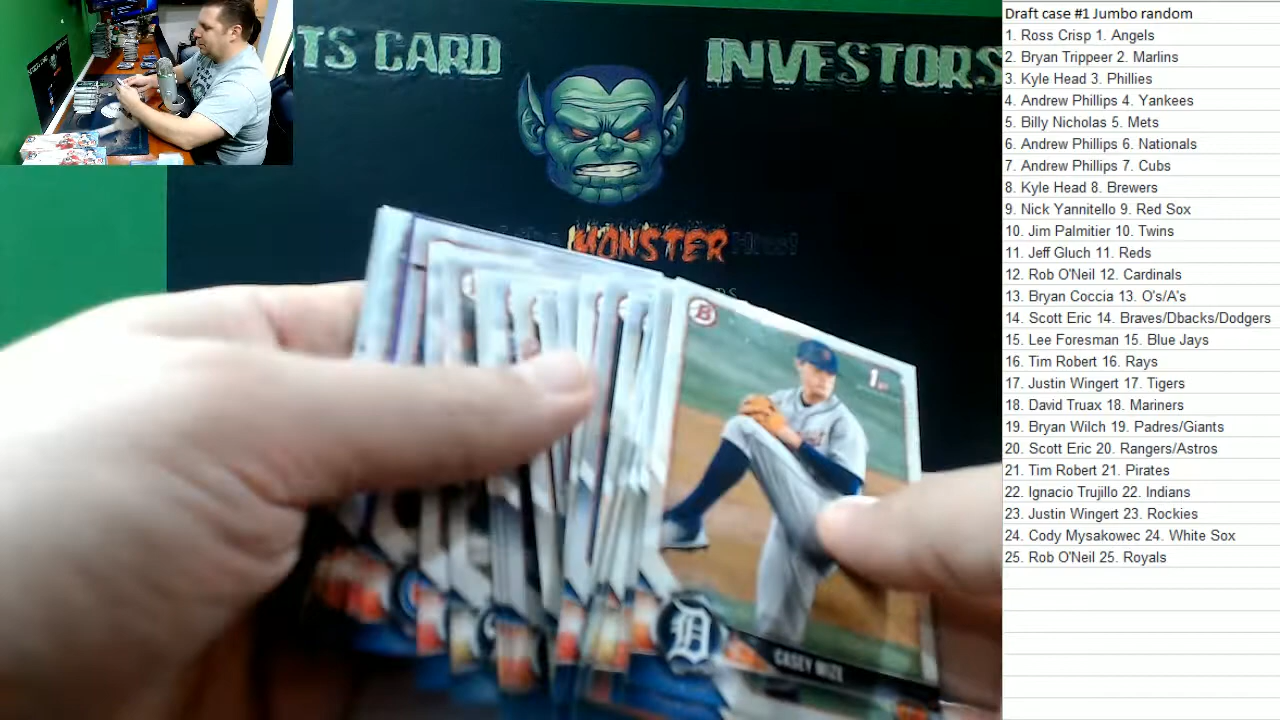 TS CARD INVESTORS
MONSTER
B
1st
D
CASEY MIZE
Draft case #1 Jumbo random
1. Ross Crisp 1. Angels
2. Bryan Trippeer 2. Marlins
3. Kyle Head 3. Phillies
4. Andrew Phillips 4. Yankees
5. Billy Nicholas 5. Mets
6. Andrew Phillips 6. Nationals
7. Andrew Phillips 7. Cubs
8. Kyle Head 8. Brewers
9. Nick Yannitello 9. Red Sox
10. Jim Palmitier 10. Twins
11. Jeff Gluch 11. Reds
12. Rob O'Neil 12. Cardinals
13. Bryan Coccia 13. O's/A's
14. Scott Eric 14. Braves/Dbacks/Dodgers
15. Lee Foresman 15. Blue Jays
16. Tim Robert 16. Rays
17. Justin Wingert 17. Tigers
18. David Truax 18. Mariners
19. Bryan Wilch 19. Padres/Giants
20. Scott Eric 20. Rangers/Astros
21. Tim Robert 21. Pirates
22. Ignacio Trujillo 22. Indians
23. Justin Wingert 23. Rockies
24. Cody Mysakowec 24. White Sox
25. Rob O'Neil 25. Royals